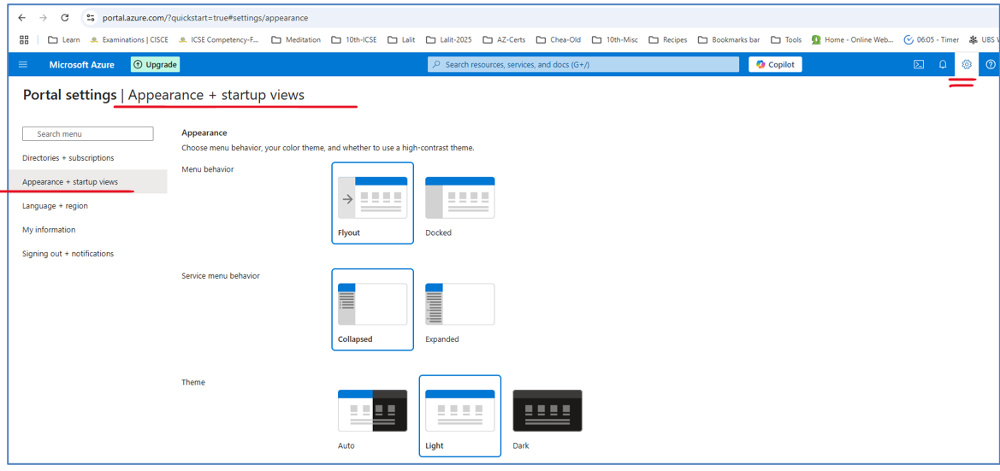 portal.azure.com/?quickstart=true#settings/appearance
Learn Examinations | CISCE ICSE Competency-F... Meditation 10th-ICSE Lalit Lalit-2025 AZ-Certs Chea-Old 10th-Misc Recipes Bookmarks bar Tools Home - Online Web... 06:05 - Timer UBS
Microsoft Azure Upgrade Search resources, services, and docs (G+/) Copilot
Portal settings | Appearance + startup views
Search menu
Directories + subscriptions
Appearance + startup views
Language + region
My information
Signing out + notifications
Appearance
Choose menu behavior, your color theme, and whether to use a high-contrast theme.
Menu behavior
Flyout Docked
Service menu behavior
Collapsed Expanded
Theme
Auto Light Dark